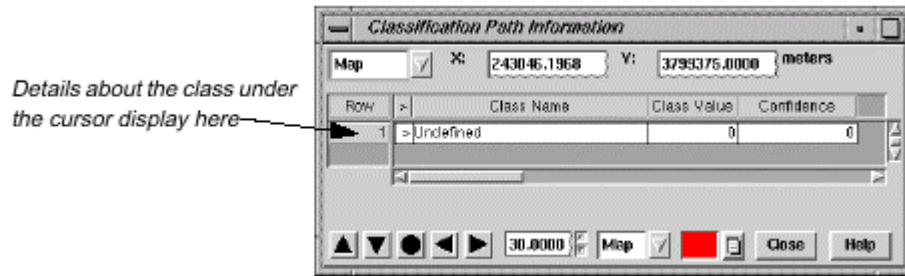 Classification Path Information
Map X: 243046.1968 Y: 3799375.0000 meters
Details about the class under
the cursor display here
Row > Class Name Class Value Confidence
1 > Undefined 0 0
30.0000 Map Close Help